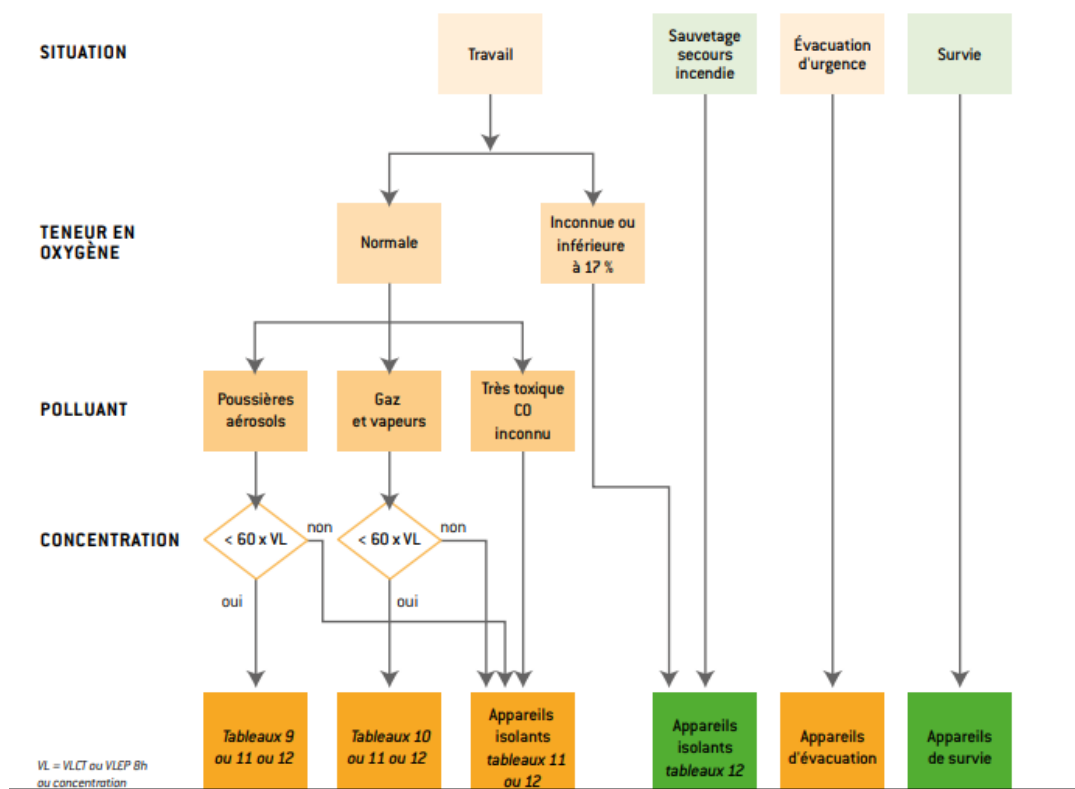 SITUATION
Travail
Sauvetage
secours
incendie
Évacuation
d'urgence
Survie
TENEUR EN
OXYGÈNE
Normale
Inconnue ou
inférieure
à 17 %
POLLUANT
Poussières
aérosols
Gaz
et vapeurs
Très toxique
CO
inconnu
CONCENTRATION
< 60 x VL
non
< 60 x VL
non
oui
oui
Tableaux 9
ou 11 ou 12
Tableaux 10
ou 11 ou 12
Appareils
isolants
tableaux 11
ou 12
Appareils
isolants
tableaux 12
Appareils
d'évacuation
Appareils
de survie
VL = VLCT ou VLEP 8h
ou concentration